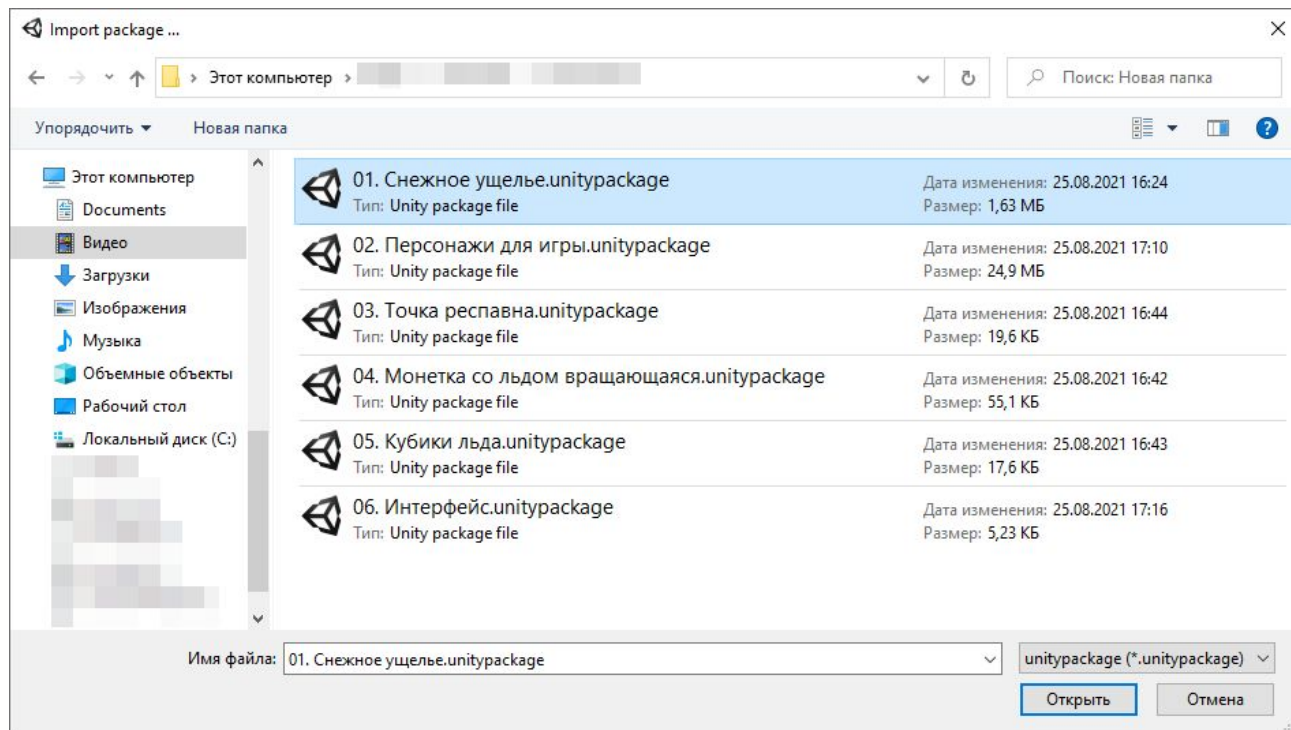 Import package ...
Этот компьютер
Поиск: Новая папка
Упорядочить
Новая папка
Этот компьютер
Documents
Видео
Загрузки
Изображения
Музыка
Объемные объекты
Рабочий стол
Локальный диск (C:)
01. Снежное ущелье.unitypackage
Дата изменения: 25.08.2021 16:24
Тип: Unity package file
Размер: 1,63 МБ
02. Персонажи для игры.unitypackage
Дата изменения: 25.08.2021 17:10
Тип: Unity package file
Размер: 24,9 МБ
03. Точка респавна.unitypackage
Дата изменения: 25.08.2021 16:44
Тип: Unity package file
Размер: 19,6 КБ
04. Монетка со льдом вращающаяся.unitypackage
Дата изменения: 25.08.2021 16:42
Тип: Unity package file
Размер: 55,1 КБ
05. Кубики льда.unitypackage
Дата изменения: 25.08.2021 16:43
Тип: Unity package file
Размер: 17,6 КБ
06. Интерфейс.unitypackage
Дата изменения: 25.08.2021 17:16
Тип: Unity package file
Размер: 5,23 КБ
Имя файла: 01. Снежное ущелье.unitypackage
unitypackage (*.unitypackage)
Открыть
Отмена